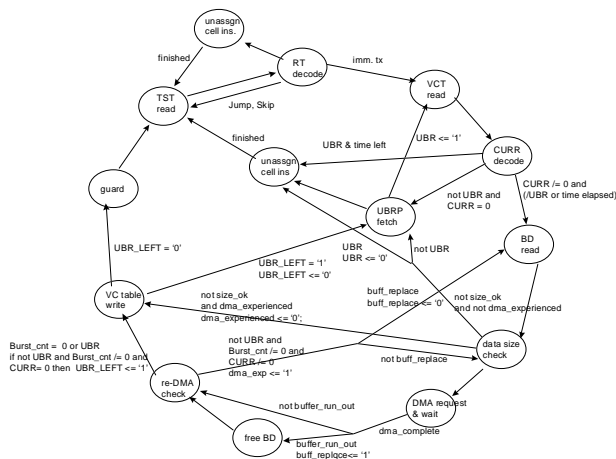 unassgn
cell ins.
finished
RT
decode
imm. tx
VCT
read
TST
read
Jump, Skip
finished
unassgn
cell ins
UBR & time left
UBR <= '1'
CURR
decode
guard
UBRP
fetch
not UBR and
CURR = 0
CURR /= 0 and
(/UBR or time elapsed)
UBR_LEFT = '0'
UBR_LEFT = '1'
UBR_LEFT <= '0'
UBR
UBR <= '0'
not UBR
BD
read
VC table
write
buff_replace
buff_replace <= '0'
not size_ok
and dma_experienced
dma_experienced <= '0';
not size_ok
and not dma_experienced
Burst_cnt = 0 or UBR
if not UBR and Burst_cnt /= 0 and
CURR= 0 then UBR_LEFT <= '1'
not UBR and
Burst_cnt /= 0 and
CURR /= 0
dma_exp <= '1'
not buff_replace
data size
check
re-DMA
check
not buffer_run_out
DMA request
& wait
dma_complete
free BD
buffer_run_out
buff_replqce<= '1'